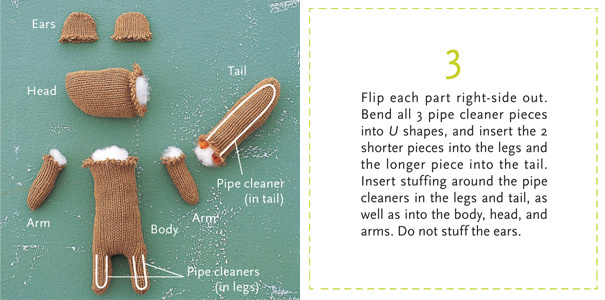 Ears
Head
Tail
Pipe cleaner
(in tail)
Arm
Arm
Body
Pipe cleaners
(in legs)
3
Flip each part right-side out.
Bend all 3 pipe cleaner pieces
into U shapes, and insert the 2
shorter pieces into the legs and
the longer piece into the tail.
Insert stuffing around the pipe
cleaners in the legs and tail, as
well as into the body, head, and
arms. Do not stuff the ears.